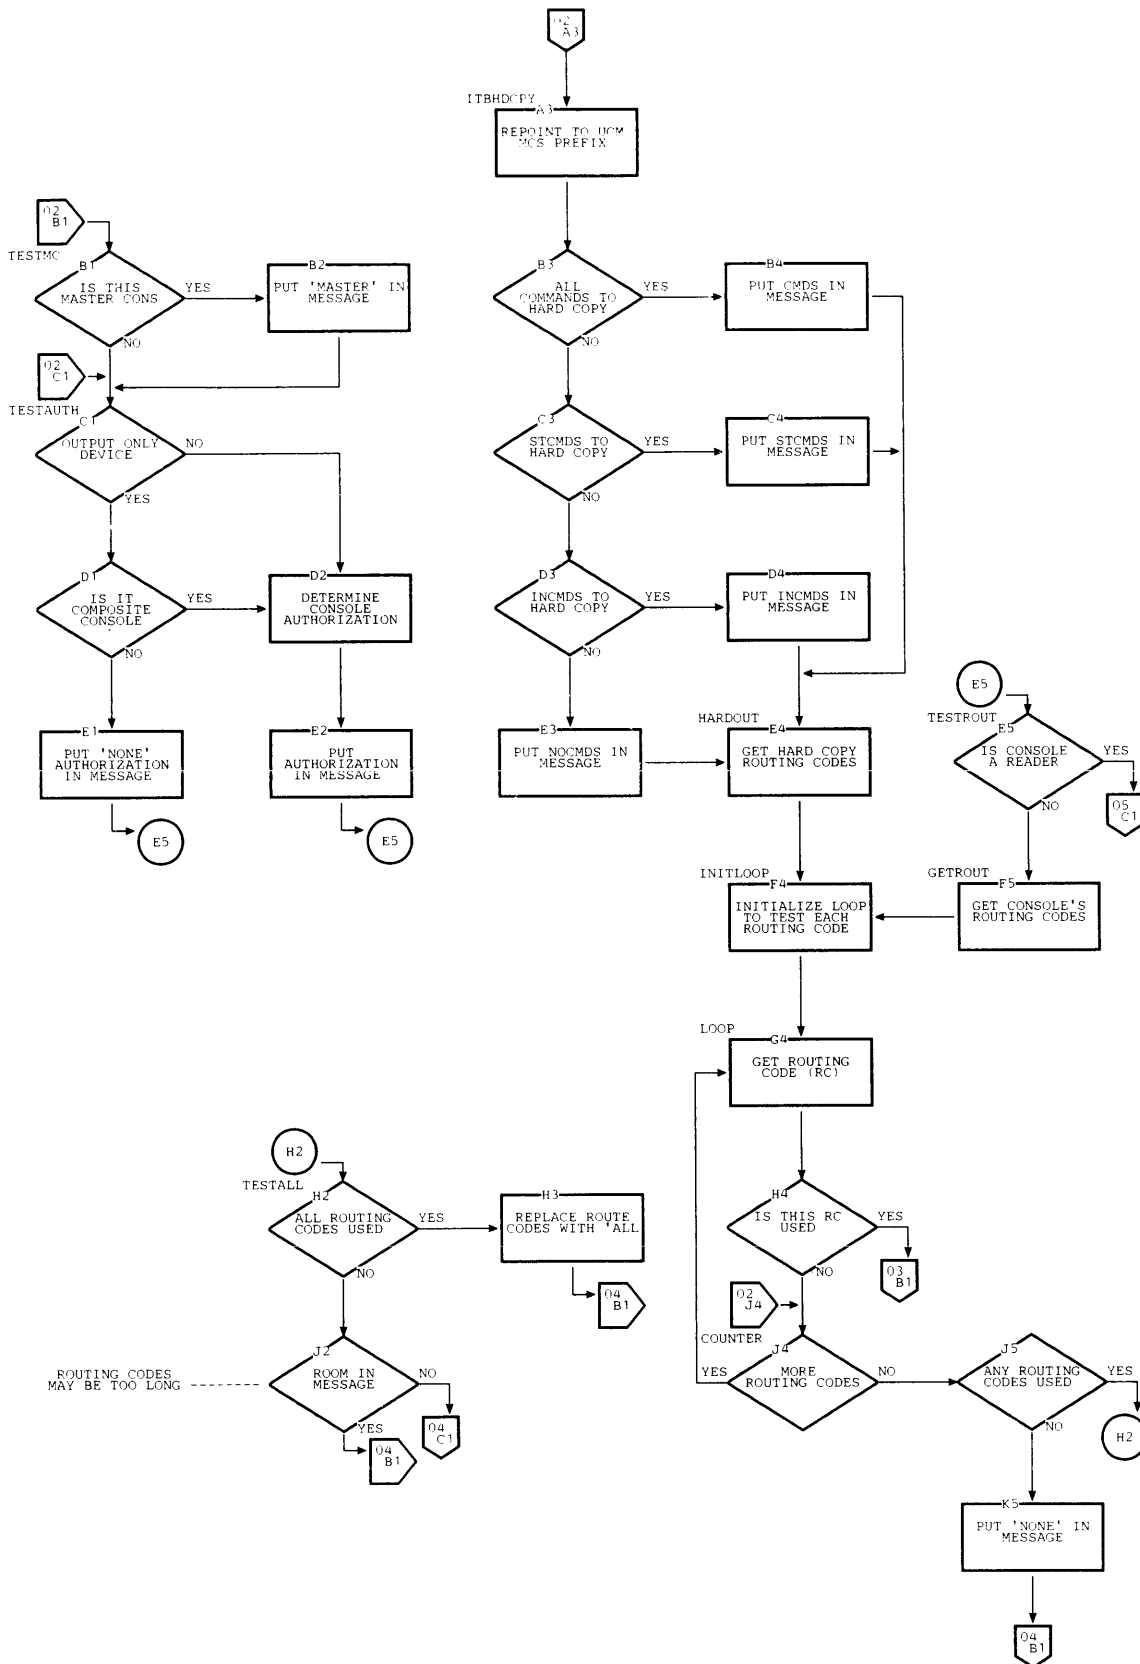 02
A3
ITBHDCPY
A3
REPOINT TO UCM
MCS PREFIX
02
B1
TESTMC
B1
IS THIS
MASTER CONS
YES
NO
B2
PUT 'MASTER' IN
MESSAGE
B3
ALL
COMMANDS TO
HARD COPY
YES
NO
B4
PUT CMDS IN
MESSAGE
02
C1
TESTAUTH
C1
OUTPUT ONLY
DEVICE
NO
YES
C3
STCMDS TO
HARD COPY
YES
NO
C4
PUT STCMDS IN
MESSAGE
D1
IS IT
COMPOSITE
CONSOLE
YES
NO
D2
DETERMINE
CONSOLE
AUTHORIZATION
D3
INCMDS TO
HARD COPY
YES
NO
D4
PUT INCMDS IN
MESSAGE
E1
PUT 'NONE'
AUTHORIZATION
IN MESSAGE
E5
E2
PUT
AUTHORIZATION
IN MESSAGE
E5
E3
PUT NOCMDS IN
MESSAGE
HARDOUT
E4
GET HARD COPY
ROUTING CODES
E5
TESTROUT
E5
IS CONSOLE
A READER
YES
NO
05
C1
INITLOOP
F4
INITIALIZE LOOP
TO TEST EACH
ROUTING CODE
GETROUT
F5
GET CONSOLE'S
ROUTING CODES
LOOP
G4
GET ROUTING
CODE (RC)
H2
TESTALL
H2
ALL ROUTING
CODES USED
YES
NO
H3
REPLACE ROUTE
CODES WITH 'ALL
04
B1
H4
IS THIS RC
USED
YES
NO
03
B1
02
J4
COUNTER
J4
MORE
ROUTING CODES
YES
NO
J5
ANY ROUTING
CODES USED
YES
NO
H2
ROUTING CODES
MAY BE TOO LONG
J2
ROOM IN
MESSAGE
NO
YES
04
C1
04
B1
K5
PUT 'NONE' IN
MESSAGE
04
B1